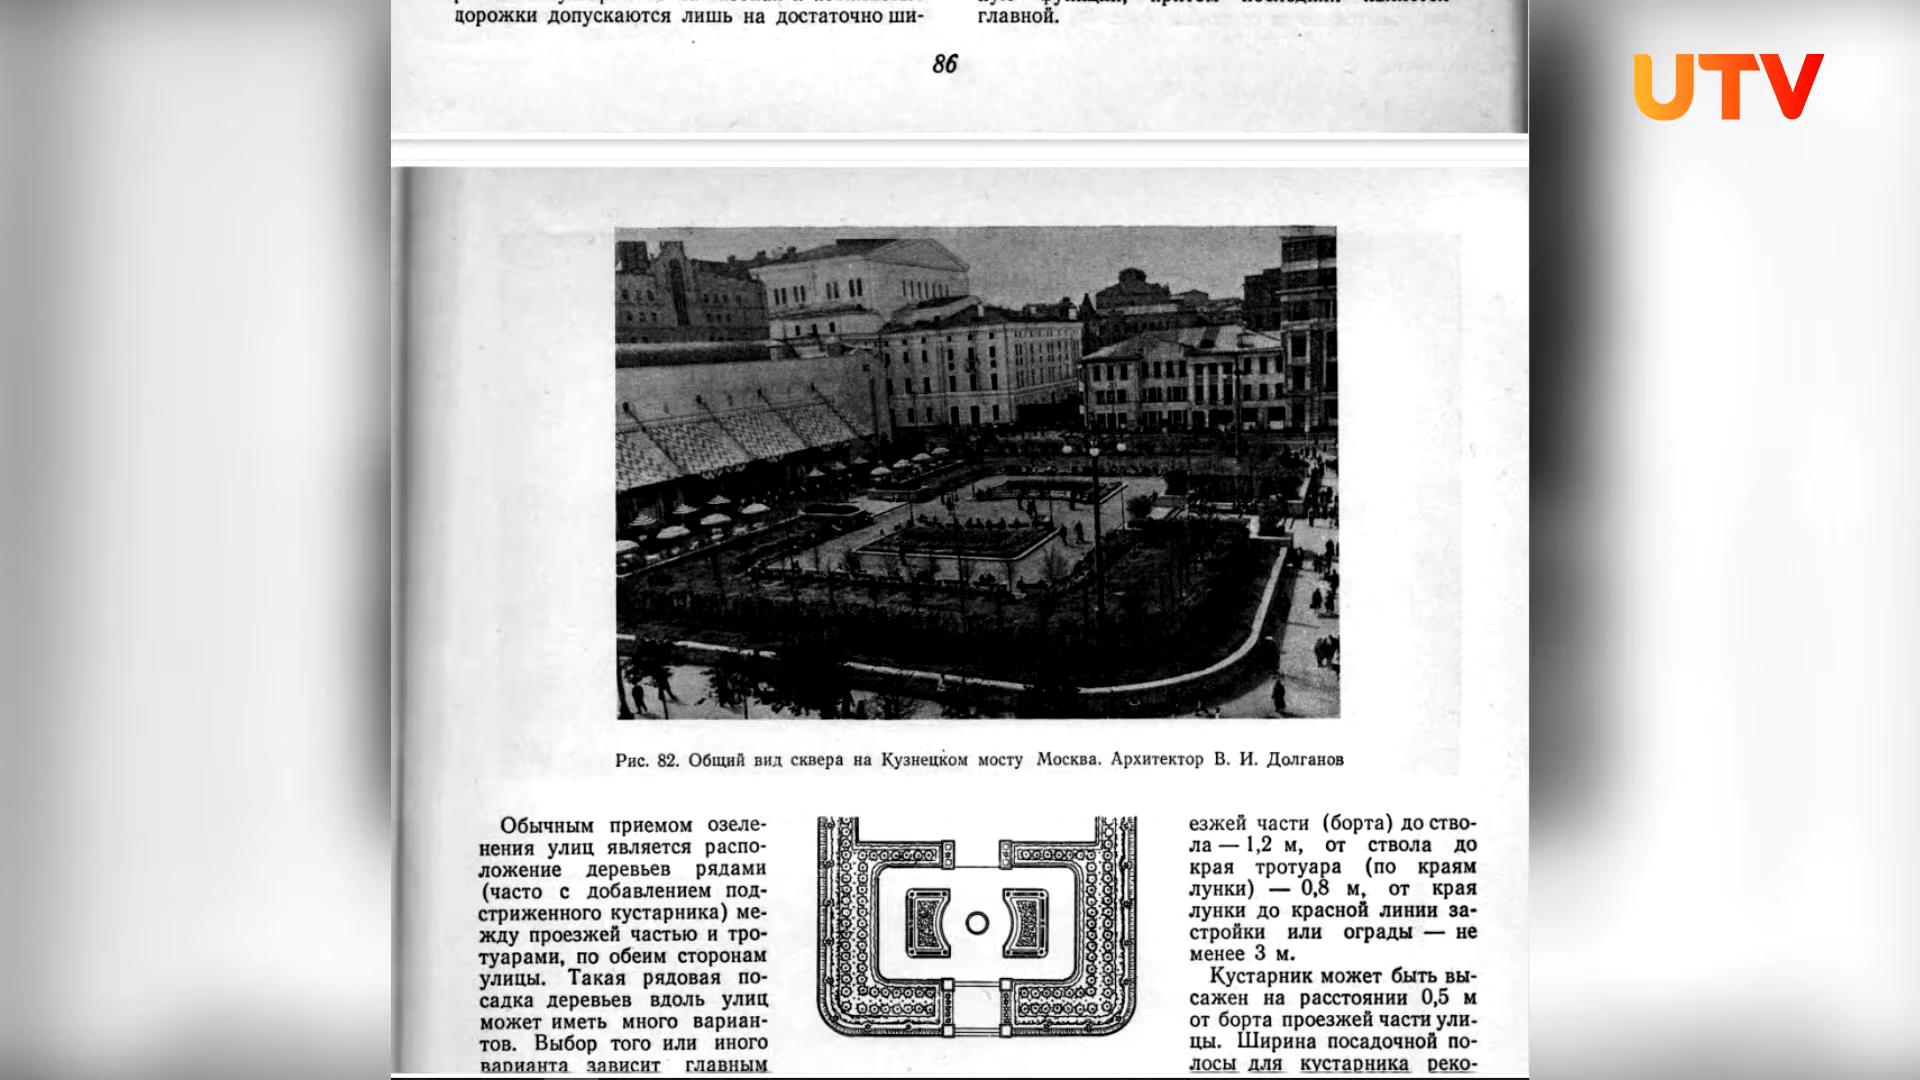 дорожки допускаются лишь на достаточно ши-
главной.
86
UTV
Рис. 82. Общий вид сквера на Кузнецком мосту Москва. Архитектор В. И. Долганов
Обычным приемом озеле-
нения улиц является распо-
ложение деревьев рядами
(часто с добавлением под-
стриженного кустарника) ме-
жду проезжей частью и тро-
туарами, по обеим сторонам
улицы. Такая рядовая по-
садка деревьев вдоль улиц
может иметь много вариан-
тов. Выбор того или иного
варианта зависит главным
езжей части (борта) до ство-
ла — 1,2 м, от ствола до
края тротуара (по краям
лунки) — 0,8 м, от края
лунки до красной линии за-
стройки или ограды — не
менее 3 м.
Кустарник может быть вы-
сажен на расстоянии 0,5 м
от борта проезжей части ули-
цы. Ширина посадочной по-
лосы для кустарника реко-